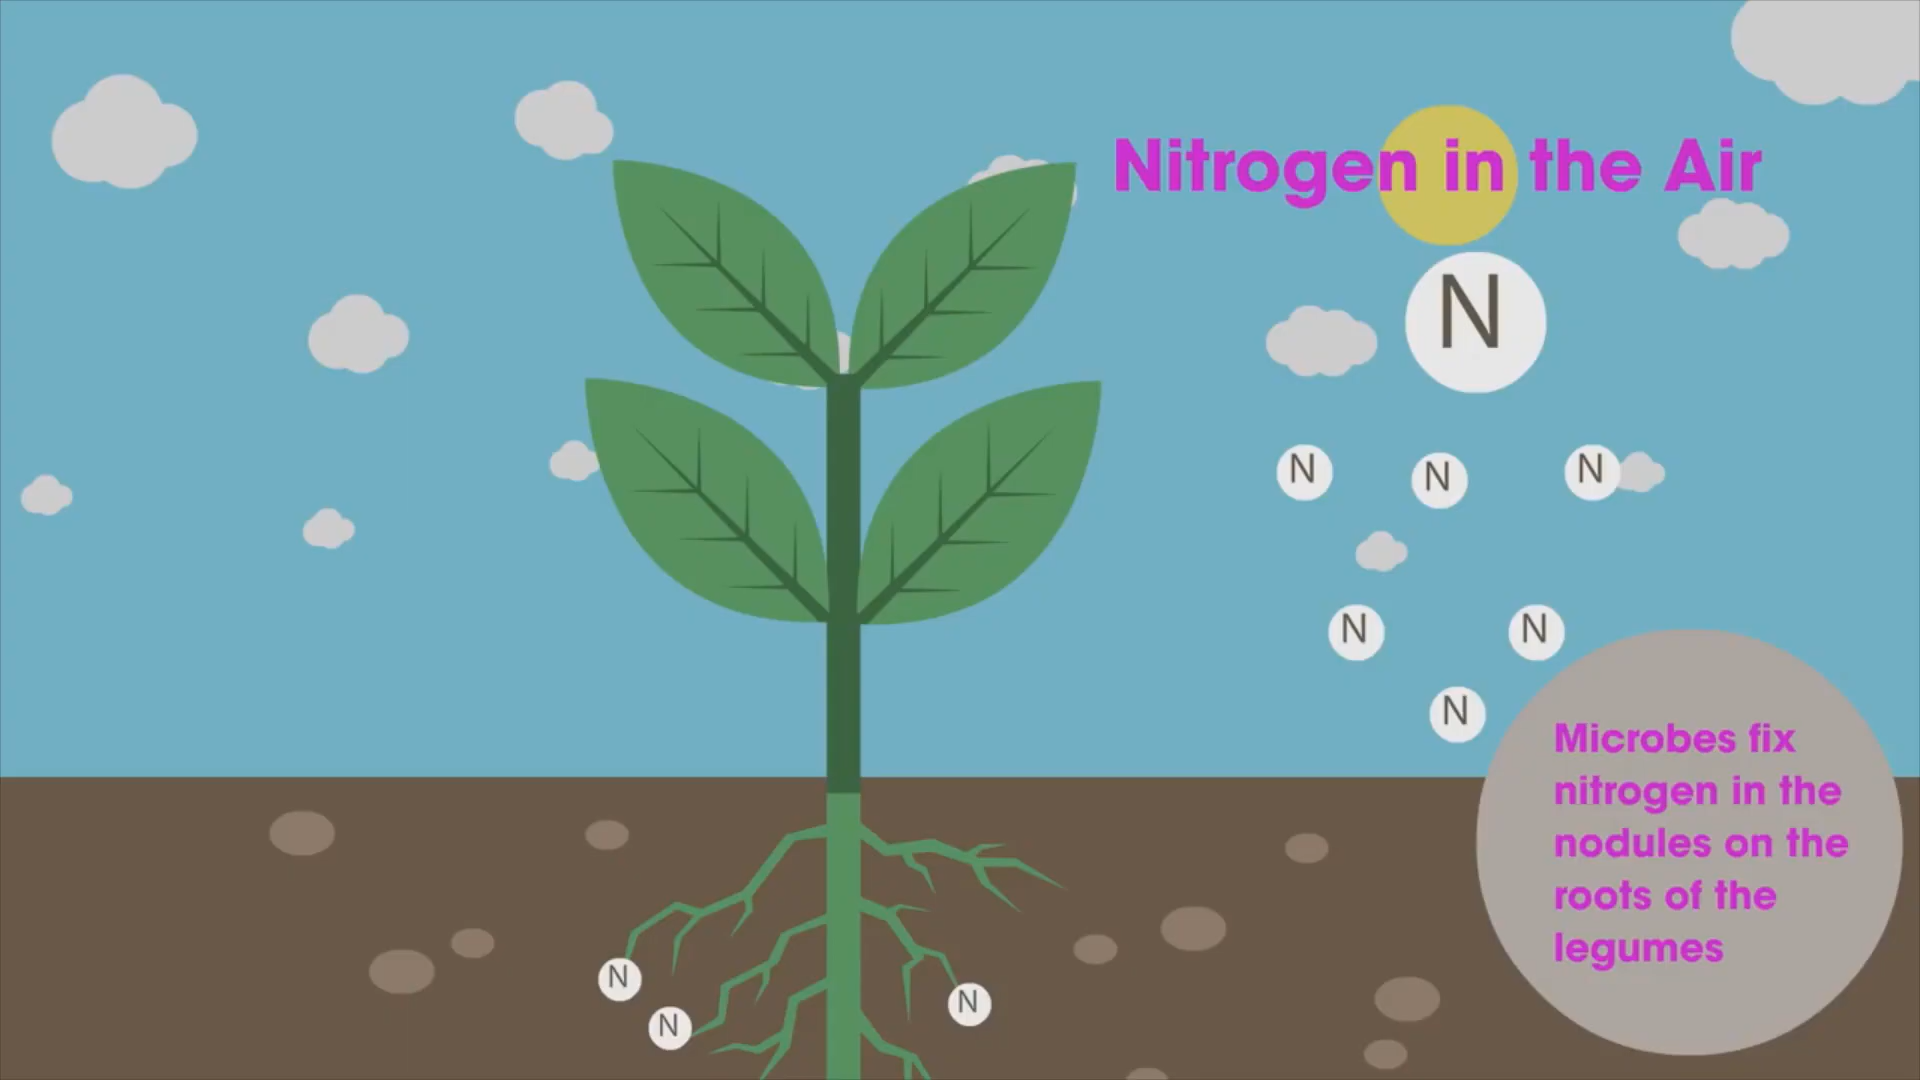 Nitrogen in the Air
N
N N N
N N
N
Microbes fix
nitrogen in the
nodules on the
roots of the
legumes
N
N
N